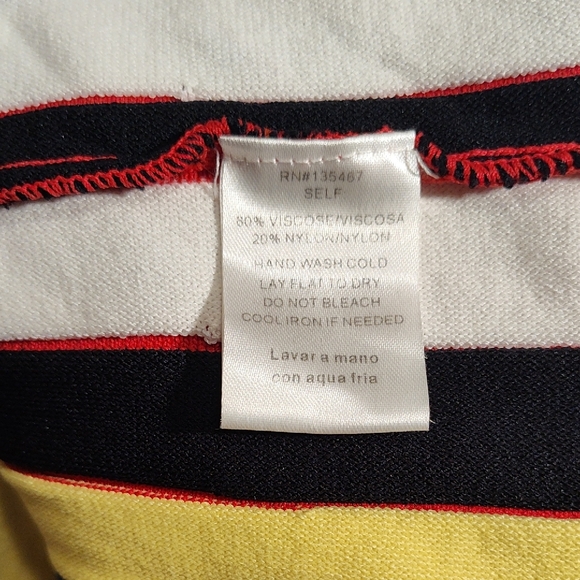 RN#135467
SELF
80% VISCOSE/VISCOSA
20% NYLON/NYLON
HAND WASH COLD
LAY FLAT TO DRY
DO NOT BLEACH
COOL IRON IF NEEDED
Lavar a mano
con aqua fria